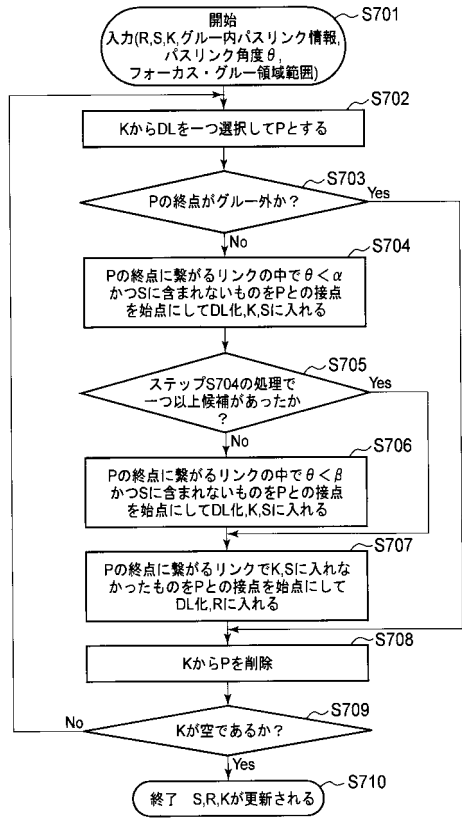 開始
入力(R,S,K,グルー内パスリンク情報,
パスリンク角度θ,
フォーカス・グルー領域範囲)
S701
S702
KからDLを一つ選択してPとする
S703
Pの終点がグルー外か?
Yes
No
S704
Pの終点に繋がるリンクの中でθ<α
かつSに含まれないものをPとの接点
を始点にしてDL化,K,Sに入れる
S705
ステップS704の処理で
一つ以上候補があったか
?
Yes
No
S706
Pの終点に繋がるリンクの中でθ<β
かつSに含まれないものをPとの接点
を始点にしてDL化,K,Sに入れる
S707
Pの終点に繋がるリンクでK,Sに入れな
かったものをPとの接点を始点にして
DL化,Rに入れる
S708
KからPを削除
S709
No
Kが空であるか?
Yes
S710
終了 S,R,Kが更新される